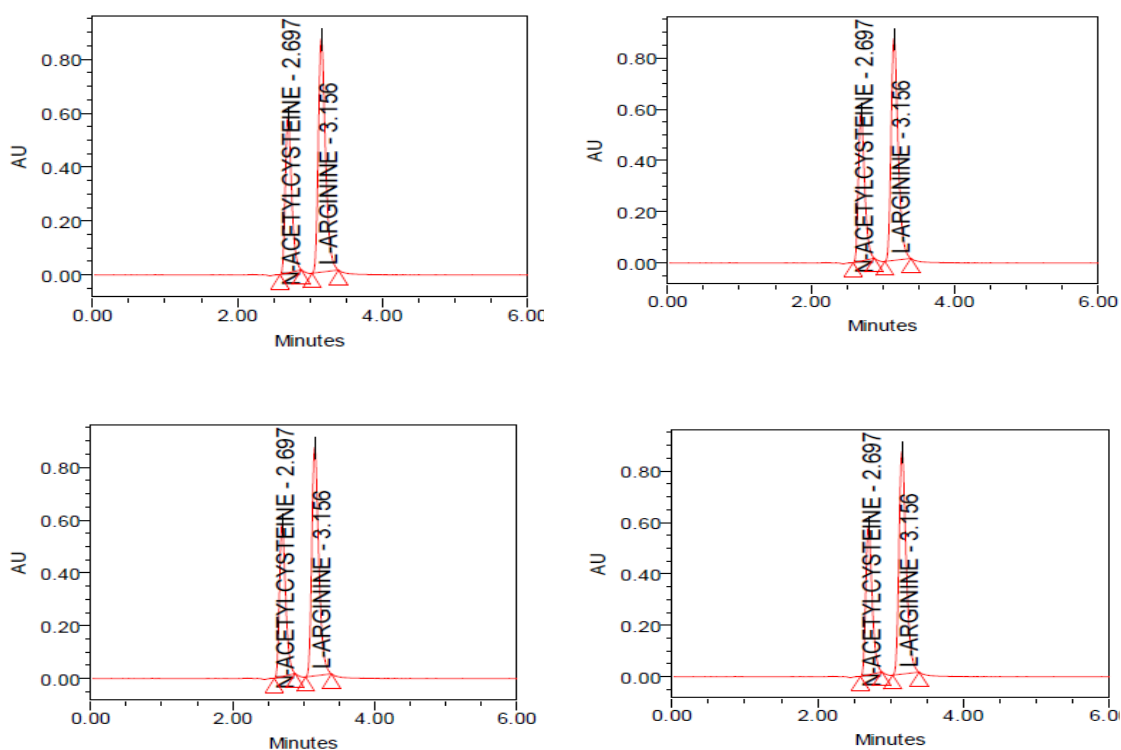 N-ACETYLCYSTEINE - 2.697
L-ARGININE - 3.156
AU
0.80
0.60
0.40
0.20
0.00
0.00 2.00 4.00 6.00
Minutes
N-ACETYLCYSTEINE - 2.697
L-ARGININE - 3.156
AU
0.80
0.60
0.40
0.20
0.00
0.00 2.00 4.00 6.00
Minutes
N-ACETYLCYSTEINE - 2.697
L-ARGININE - 3.156
AU
0.80
0.60
0.40
0.20
0.00
0.00 2.00 4.00 6.00
Minutes
N-ACETYLCYSTEINE - 2.697
L-ARGININE - 3.156
AU
0.80
0.60
0.40
0.20
0.00
0.00 2.00 4.00 6.0
Minutes